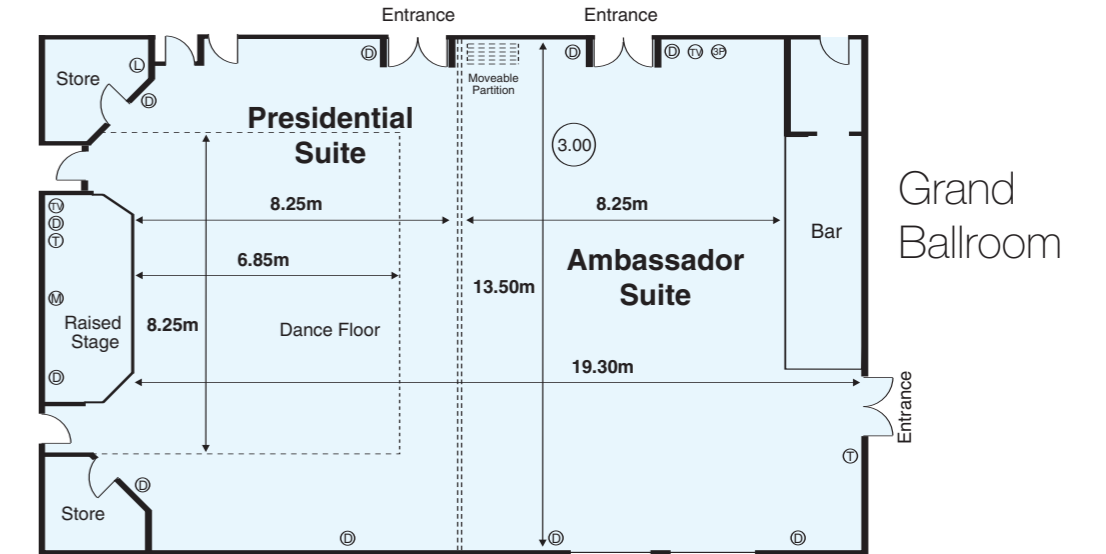 Entrance
Entrance
Store
L
D
D
D
D
TV
3P
Moveable
Partition
Presidential
Suite
3.00
Grand
Ballroom
TV
D
T
8.25m
8.25m
Bar
6.85m
Ambassador
Suite
13.50m
M
Raised
Stage
8.25m
Dance Floor
19.30m
D
Entrance
T
D
Store
D
D
D